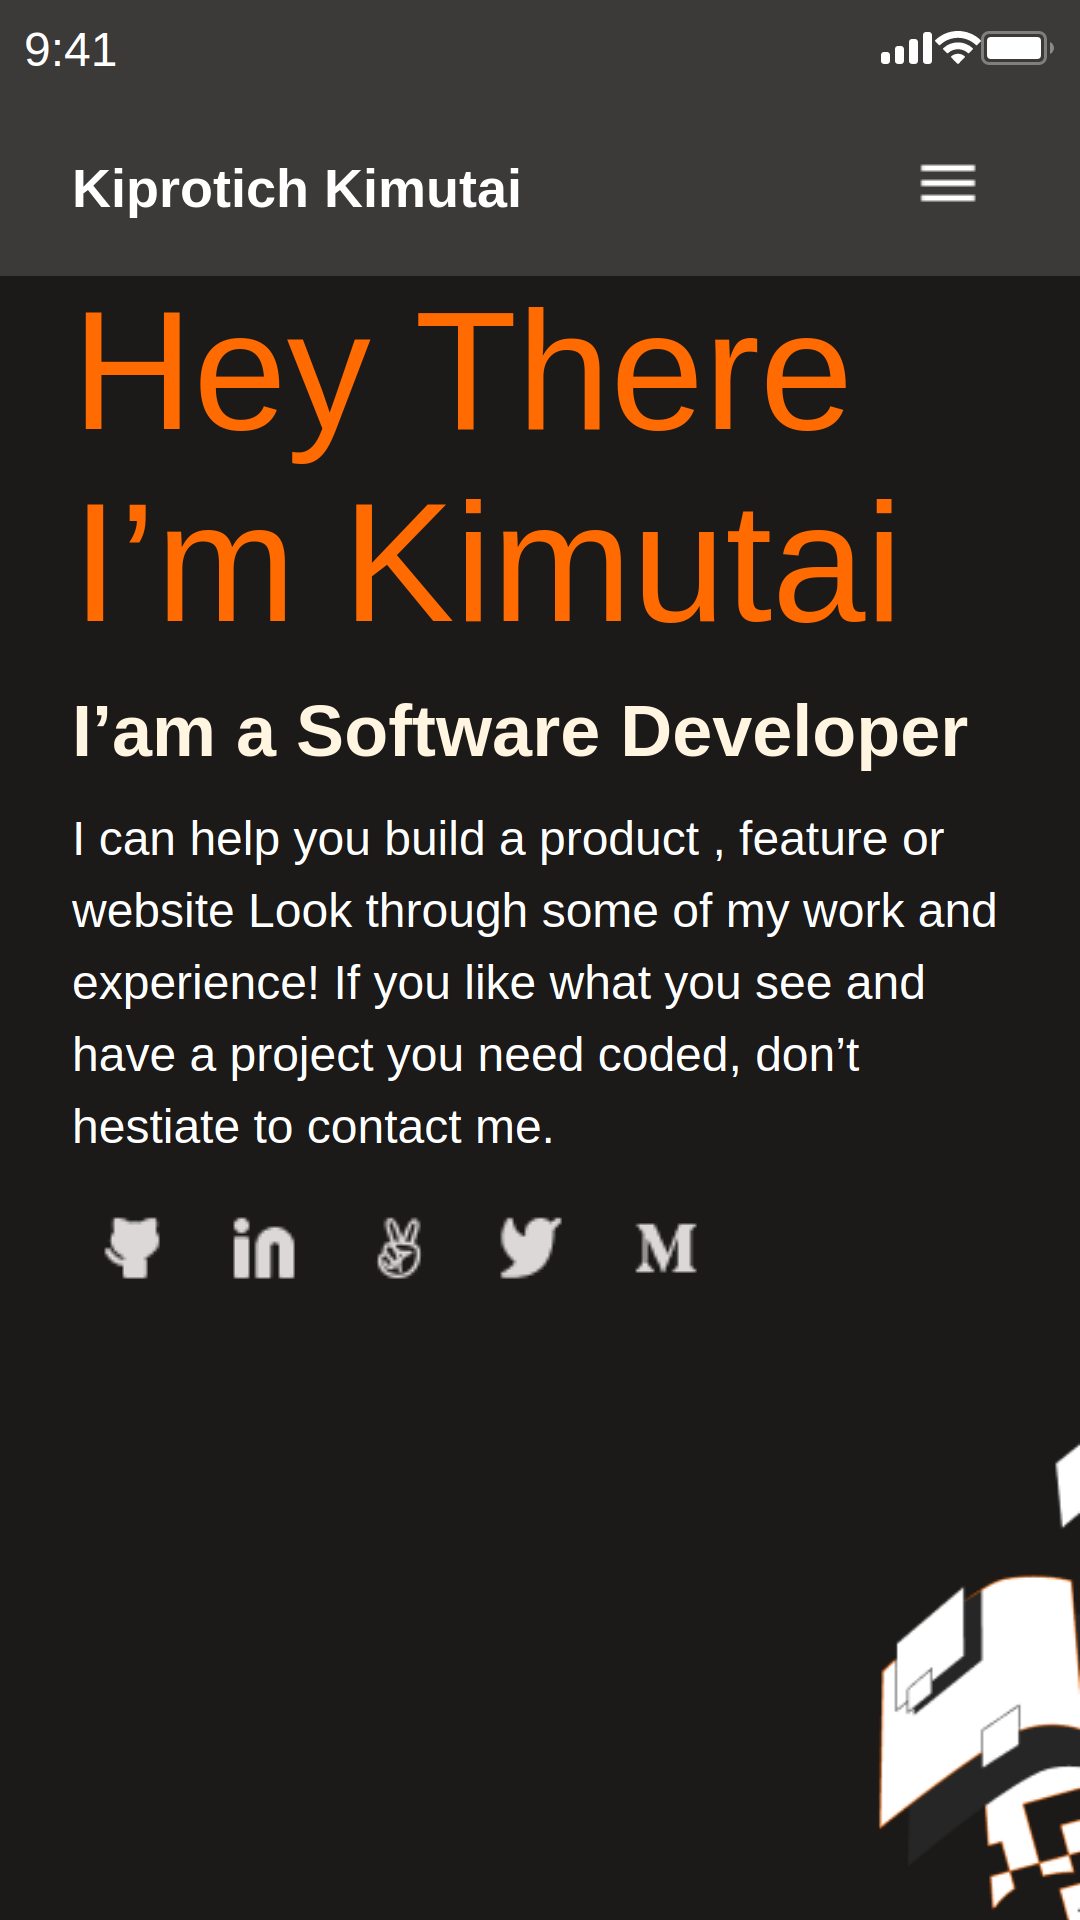 9:41
Kiprotich Kimutai
Hey There
I’m Kimutai
I’am a Software Developer
I can help you build a product , feature or
website Look through some of my work and
experience! If you like what you see and
have a project you need coded, don’t
hestiate to contact me.